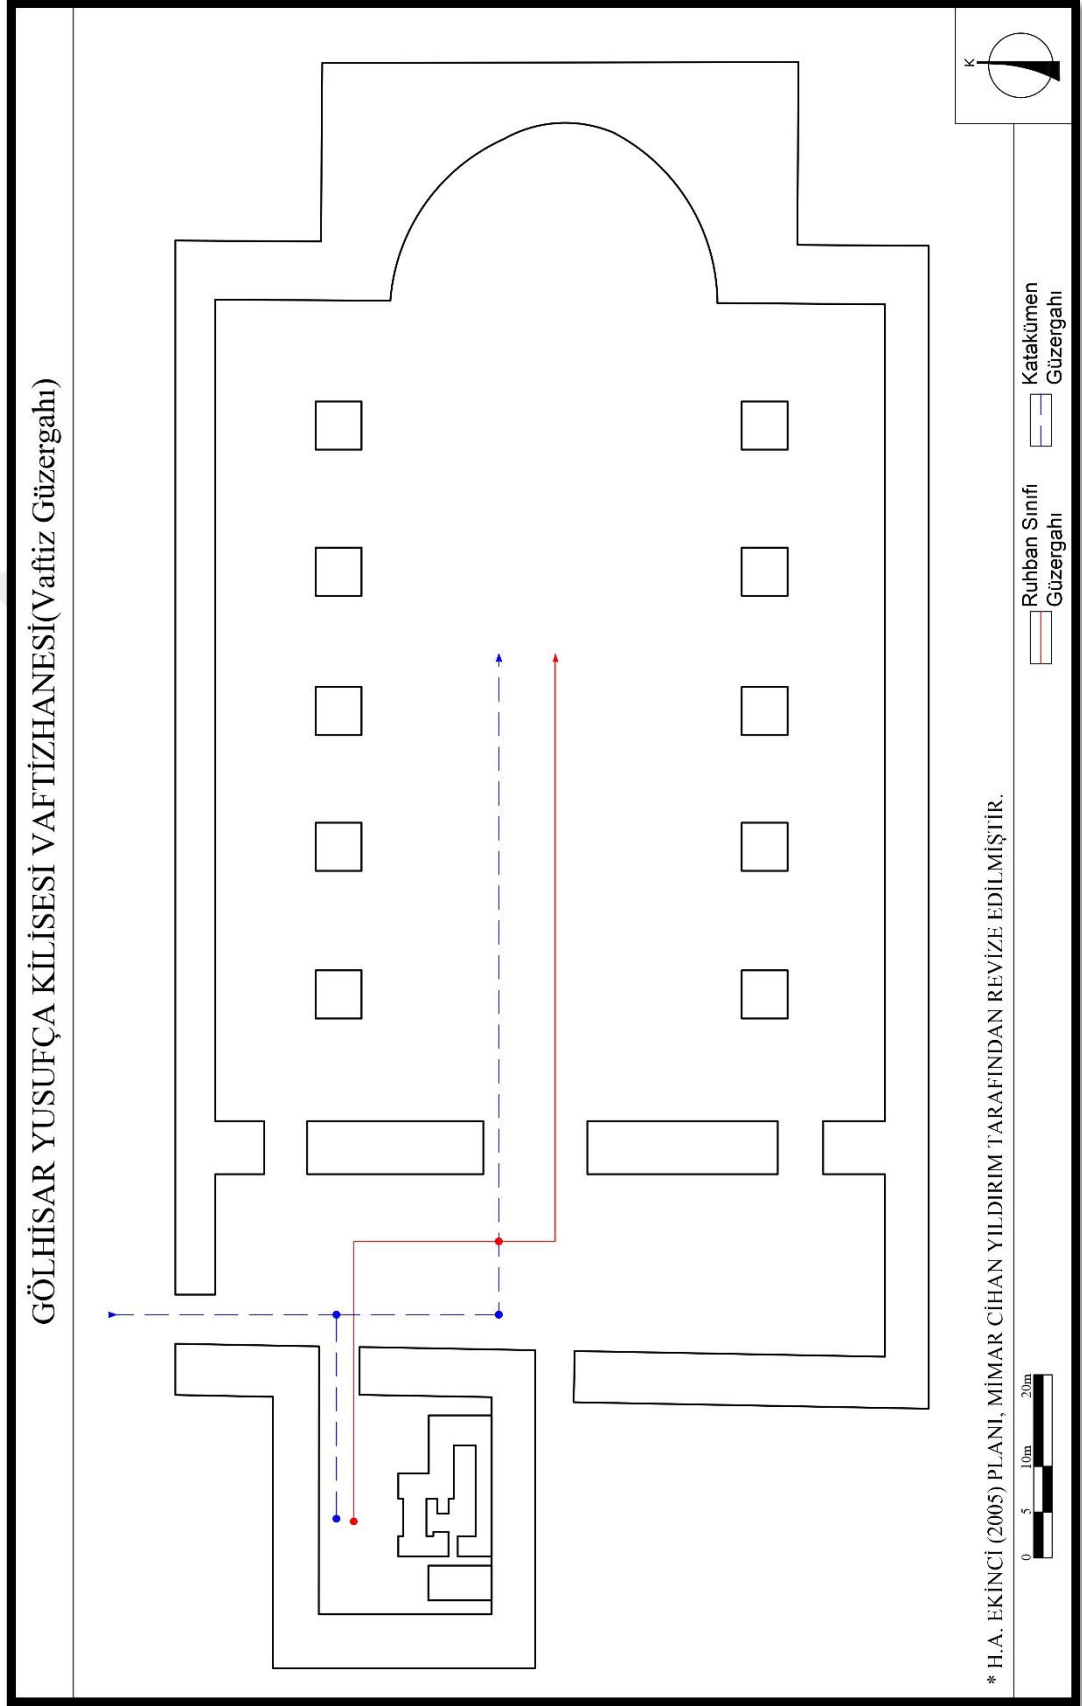 GÖLHİSAR YUSUFÇA KİLİSESİ VAFTİZHANESİ(Vaftiz Güzergahı)
K
* H.A. EKİNCİ (2005) PLANI, MİMAR CİHAN YILDIRIM TARAFINDAN REVİZE EDİLMİŞTİR.
0 5 10m 20m
Ruhban Sınıfı
Güzergahı
Katakümen
Güzergahı